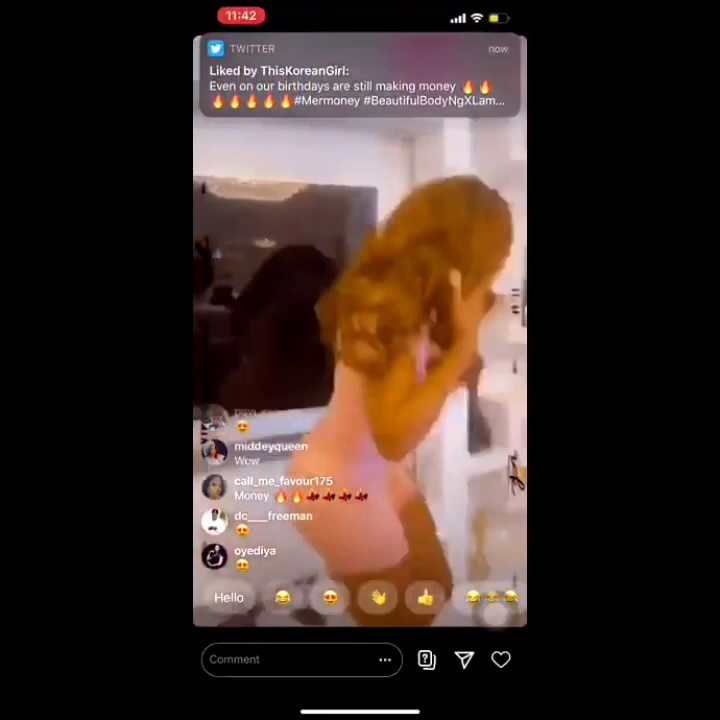 11:42
TWITTER
now
Liked by ThisKoreanGirl:
Even on our birthdays are still making money 🔥🔥
🔥🔥🔥🔥🔥#Mermoney #BeautifulBodyNgXLam...
😍
middeyqueen
Wow
call_me_favour175
Money 🔥🔥💃💃💃💃
dc___freeman
😍
oyediya
😍
Hello 😂 😍 👋 👍 😂😂😂
Comment